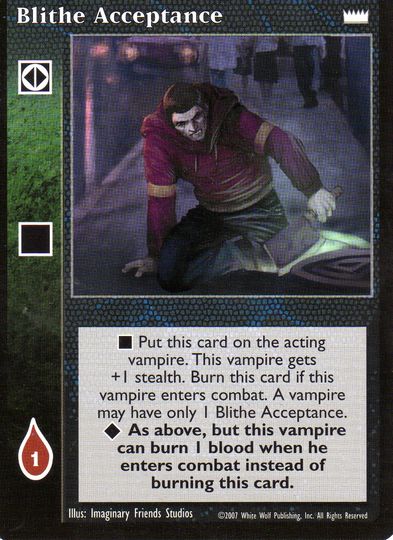 Blithe Acceptance
Put this card on the acting
vampire. This vampire gets
+1 stealth. Burn this card if this
vampire enters combat. A vampire
may have only 1 Blithe Acceptance.
As above, but this vampire
can burn 1 blood when he
enters combat instead of
burning this card.
1
Illus: Imaginary Friends Studios
©2007 White Wolf Publishing, Inc. All Rights Reserved